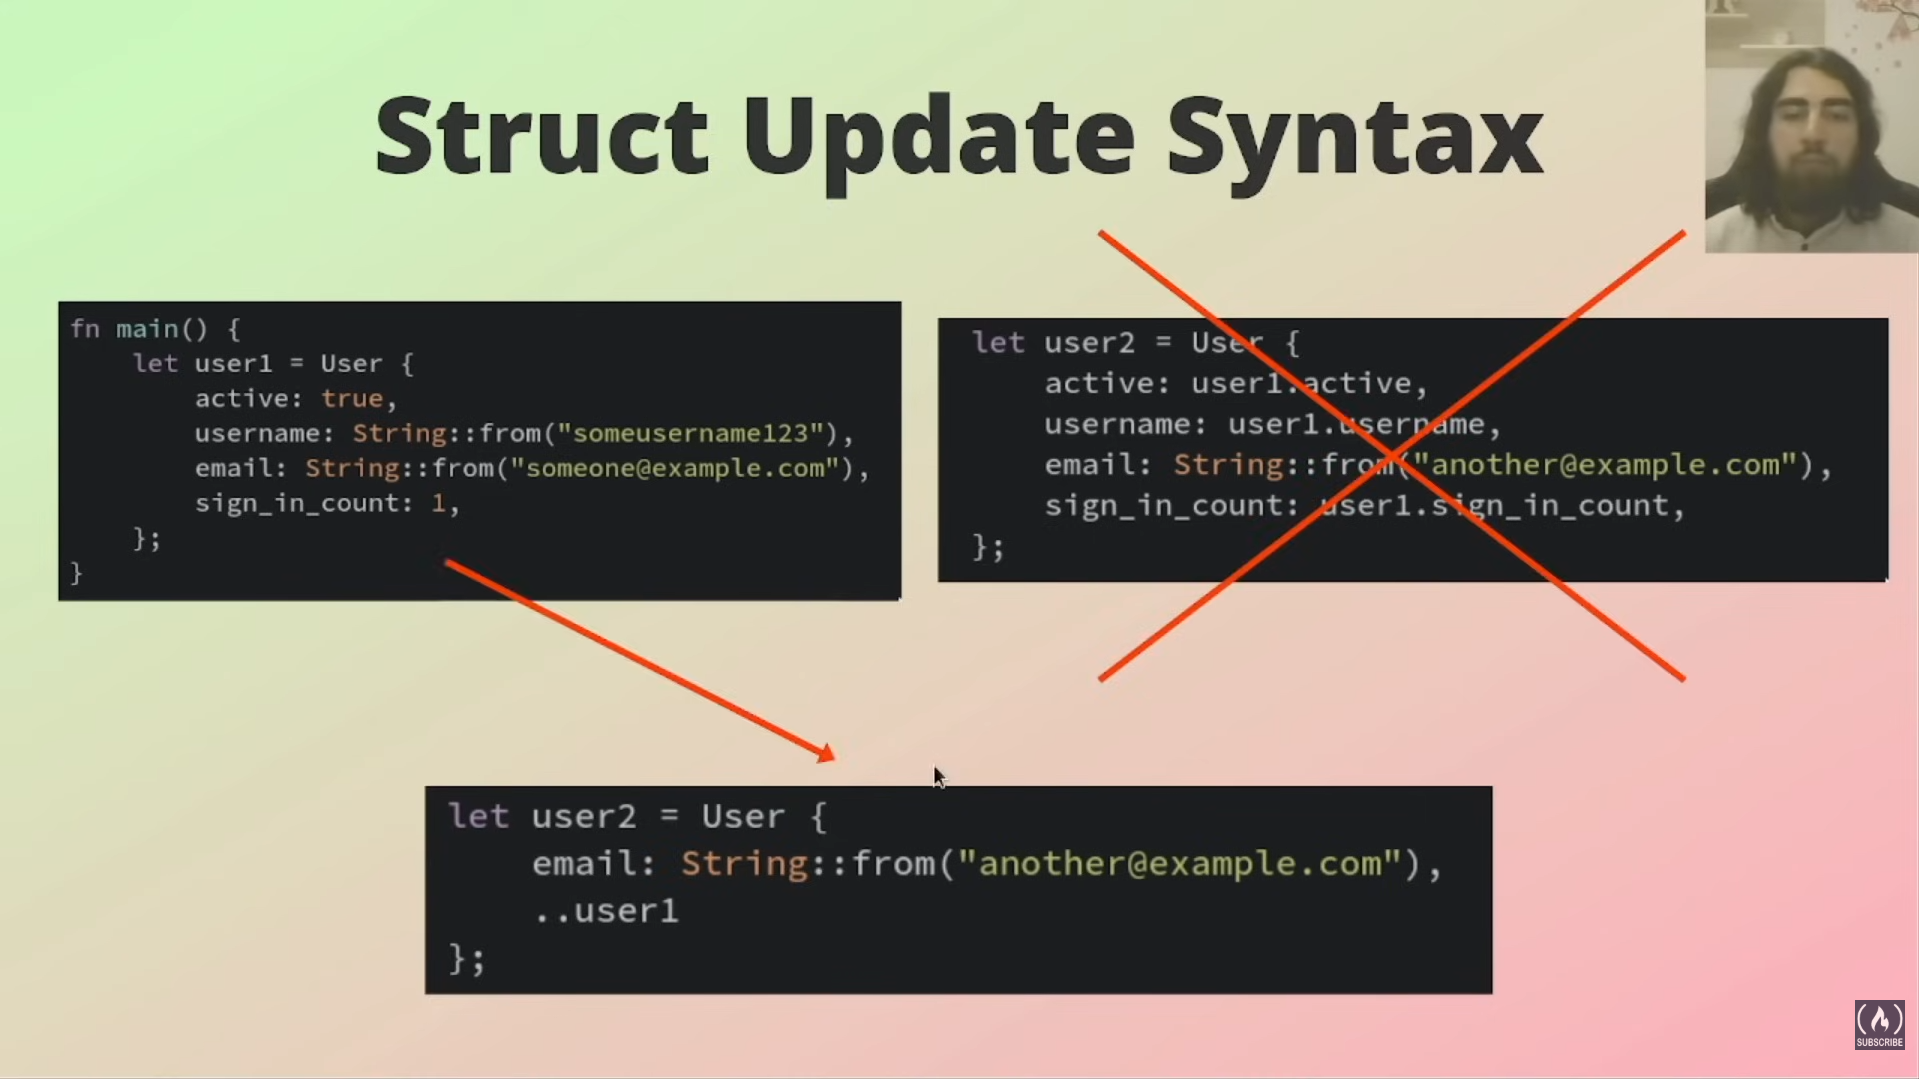 Struct Update Syntax
fn main() {
    let user1 = User {
        active: true,
        username: String::from("someusername123"),
        email: String::from("someone@example.com"),
        sign_in_count: 1,
    };
}
let user2 = User {
    active: user1.active,
    username: user1.username,
    email: String::from("another@example.com"),
    sign_in_count: user1.sign_in_count,
};
let user2 = User {
    email: String::from("another@example.com"),
    ..user1
};
SUBSCRIBE